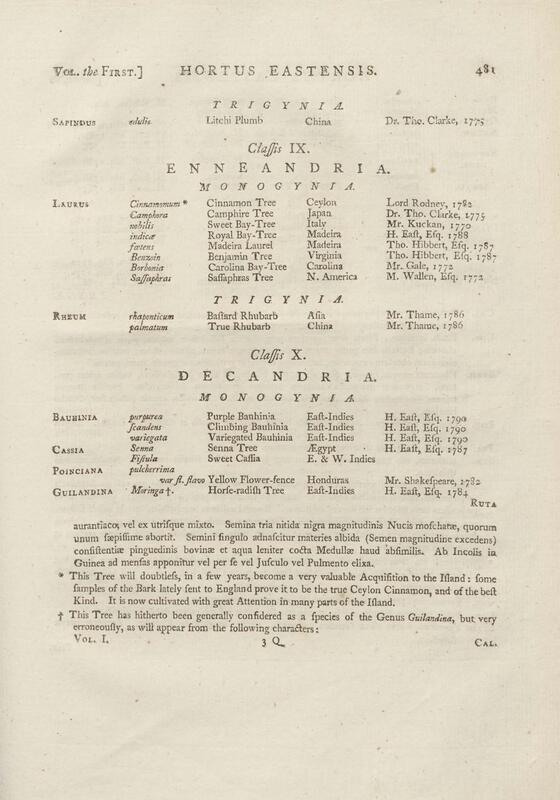 VOL. the FIRST.] HORTUS EASTENSIS. 481
TRIGYNIA.
SAPINDUS edulis Litchi Plumb China Dr. Tho. Clarke, 1775
Claſſis IX.
ENNEANDRIA.
MONOGYNIA.
LAURUS Cinnamomum * Cinnamon Tree Ceylon Lord Rodney, 1782
Camphora Camphire Tree Japan Dr. Tho. Clarke, 1775
nobilis Sweet Bay-Tree Italy Mr. Kuckan, 1770
indicæ Royal Bay-Tree Madeira H. Eaſt, Eſq. 1788
fœtens Madeira Laurel Madeira Tho. Hibbert, Eſq. 1787
Benzoin Benjamin Tree Virginia Tho. Hibbert, Eſq. 1787
Borbonia Carolina Bay-Tree Carolina Mr. Gale, 1772
Saſſaphras Saſſaphras Tree N. America M. Wallen, Eſq. 1772
TRIGYNIA.
RHEUM rhaponticum Baſtard Rhubarb Aſia Mr. Thame, 1786
palmatum True Rhubarb China Mr. Thame, 1786
Claſſis X.
DECANDRIA.
MONOGYNIA.
BAUHINIA purpurea Purple Bauhinia Eaſt-Indies H. Eaſt, Eſq. 1790
ſcandens Climbing Bauhinia Eaſt-Indies H. Eaſt, Eſq. 1790
variegata Variegated Bauhinia Eaſt-Indies H. Eaſt, Eſq. 1790
CASSIA Senna Senna Tree Ægypt H. Eaſt, Eſq. 1787
Fiſtula Sweet Caſſia E. & W. Indies
POINCIANA pulcherrima
var fl. flavo Yellow Flower-fence Honduras Mr. Shakeſpeare, 1782
GUILANDINA Moringa †. Horſe-radiſh Tree Eaſt-Indies H. Eaſt, Eſq. 1784
RUTA
aurantiaco, vel ex utriſque mixto. Semina tria nitida nigra magnitudinis Nucis moſchatæ, quorum
unum ſæpiſſime abortit. Semini ſingulo adnaſcitur materies albida (Semen magnitudine excedens)
conſiſtentiæ pinguedinis bovinæ et aqua leniter cocta Medullæ haud abſimilis. Ab Incolis in
Guinea ad menſas apponitur vel per ſe vel Juſculo vel Pulmento elixa.
* This Tree will doubtleſs, in a few years, become a very valuable Acquiſition to the Iſland: ſome
ſamples of the Bark lately ſent to England prove it to be the true Ceylon Cinnamon, and of the beſt
Kind. It is now cultivated with great Attention in many parts of the Iſland.
† This Tree has hitherto been generally conſidered as a ſpecies of the Genus Guilandina, but very
erroneouſly, as will appear from the following characters:
VOL. I. 3 Q CAL.